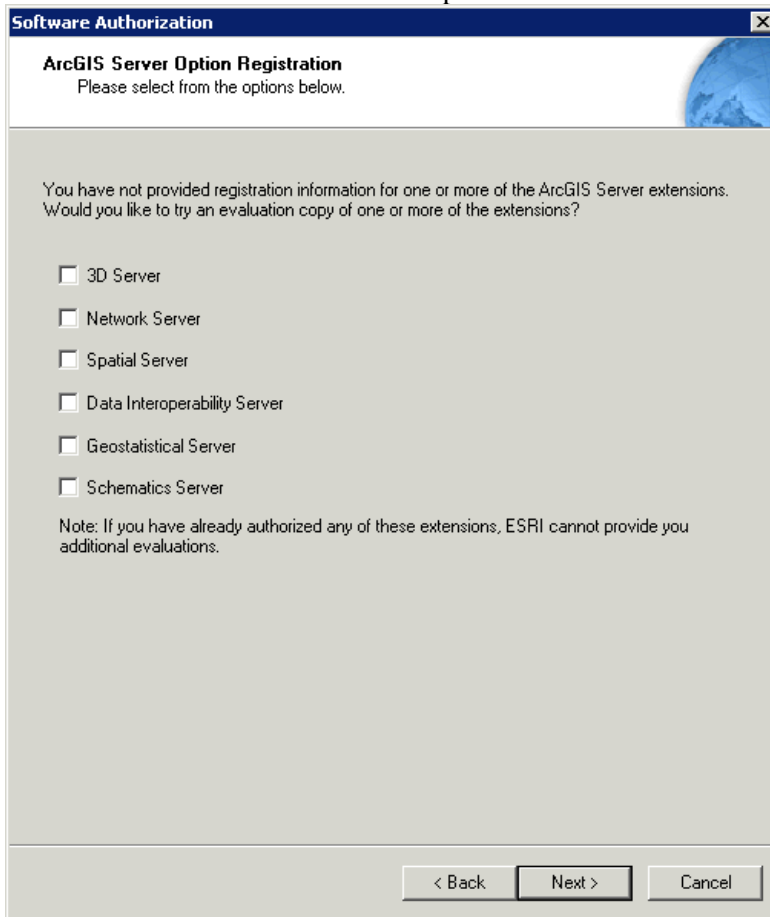 Software Authorization
ArcGIS Server Option Registration
Please select from the options below.
You have not provided registration information for one or more of the ArcGIS Server extensions.
Would you like to try an evaluation copy of one or more of the extensions?
3D Server
Network Server
Spatial Server
Data Interoperability Server
Geostatistical Server
Schematics Server
Note: If you have already authorized any of these extensions, ESRI cannot provide you
additional evaluations.
< Back Next > Cancel